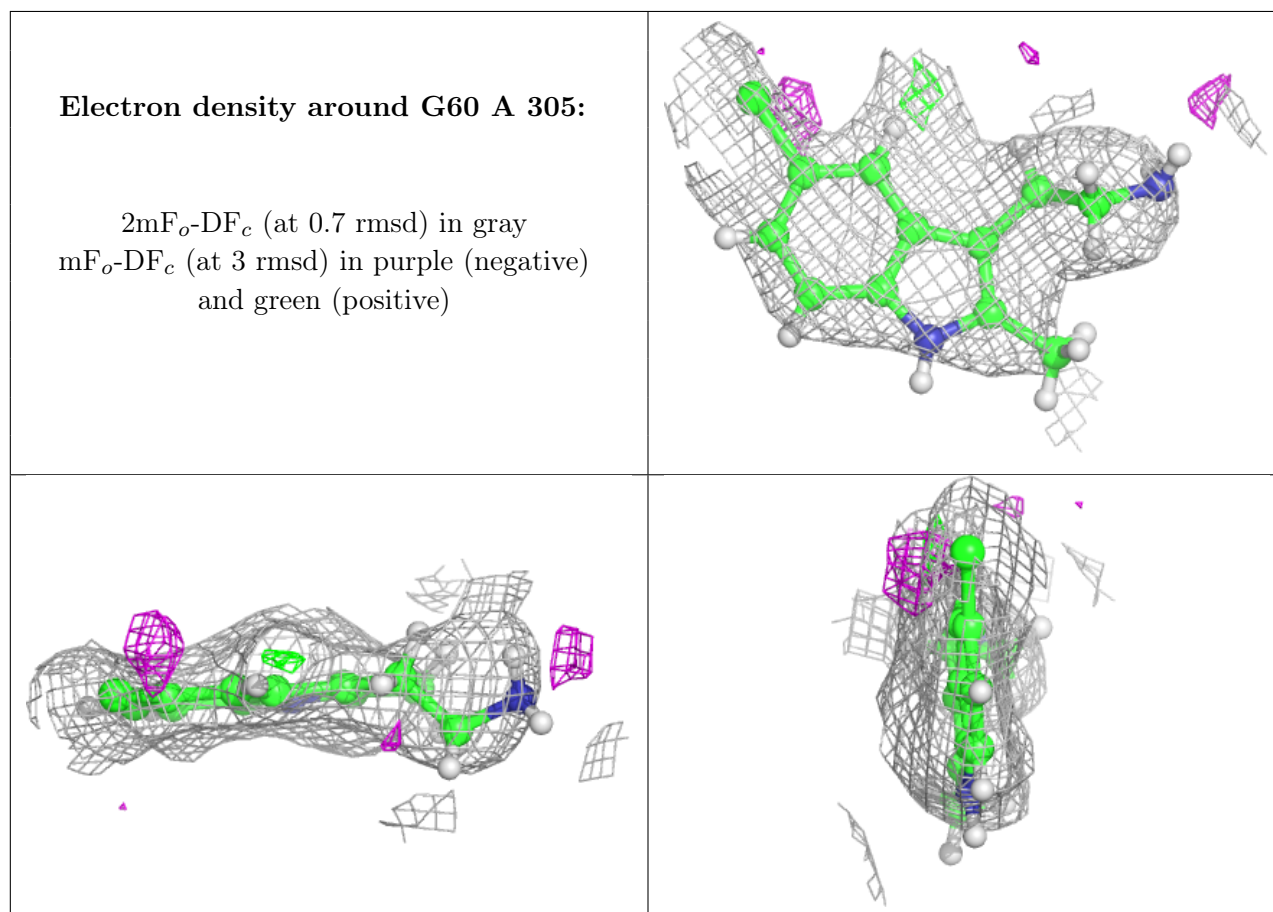 Electron density around G60 A 305:
2mFo-DFc (at 0.7 rmsd) in gray
mFo-DFc (at 3 rmsd) in purple (negative)
and green (positive)